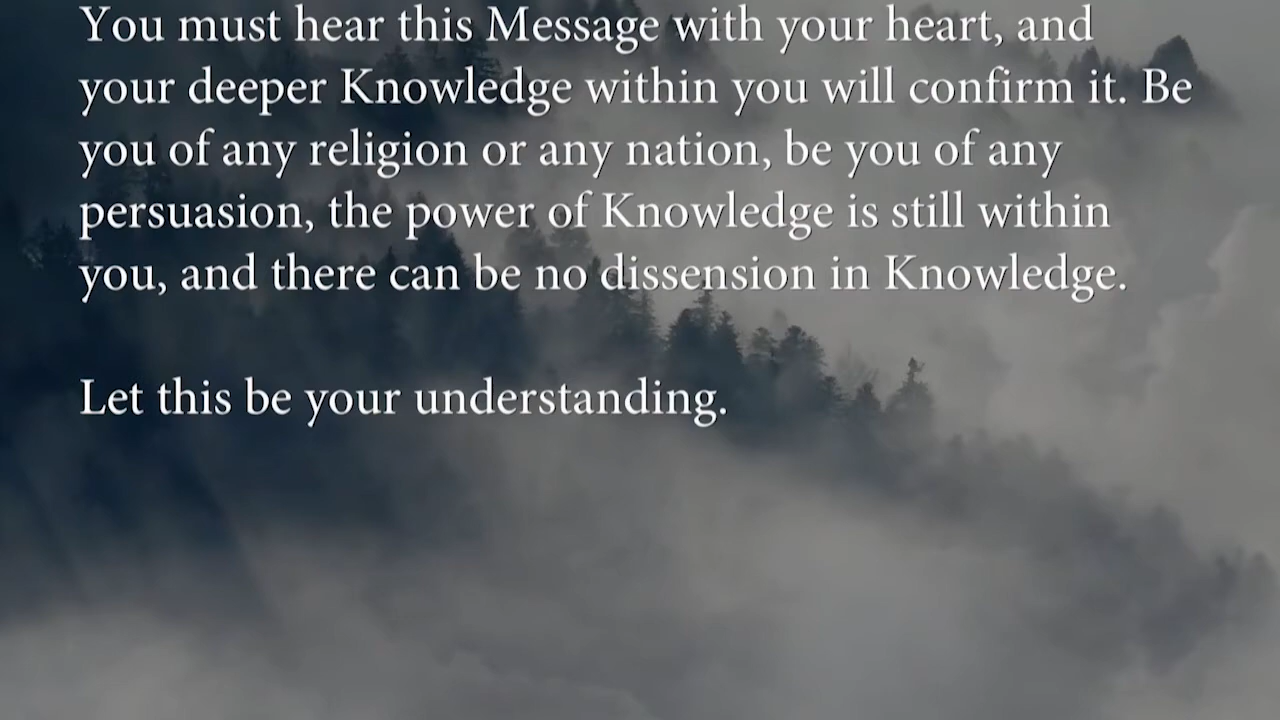 You must hear this Message with your heart, and
your deeper Knowledge within you will confirm it. Be
you of any religion or any nation, be you of any
persuasion, the power of Knowledge is still within
you, and there can be no dissension in Knowledge.
Let this be your understanding.